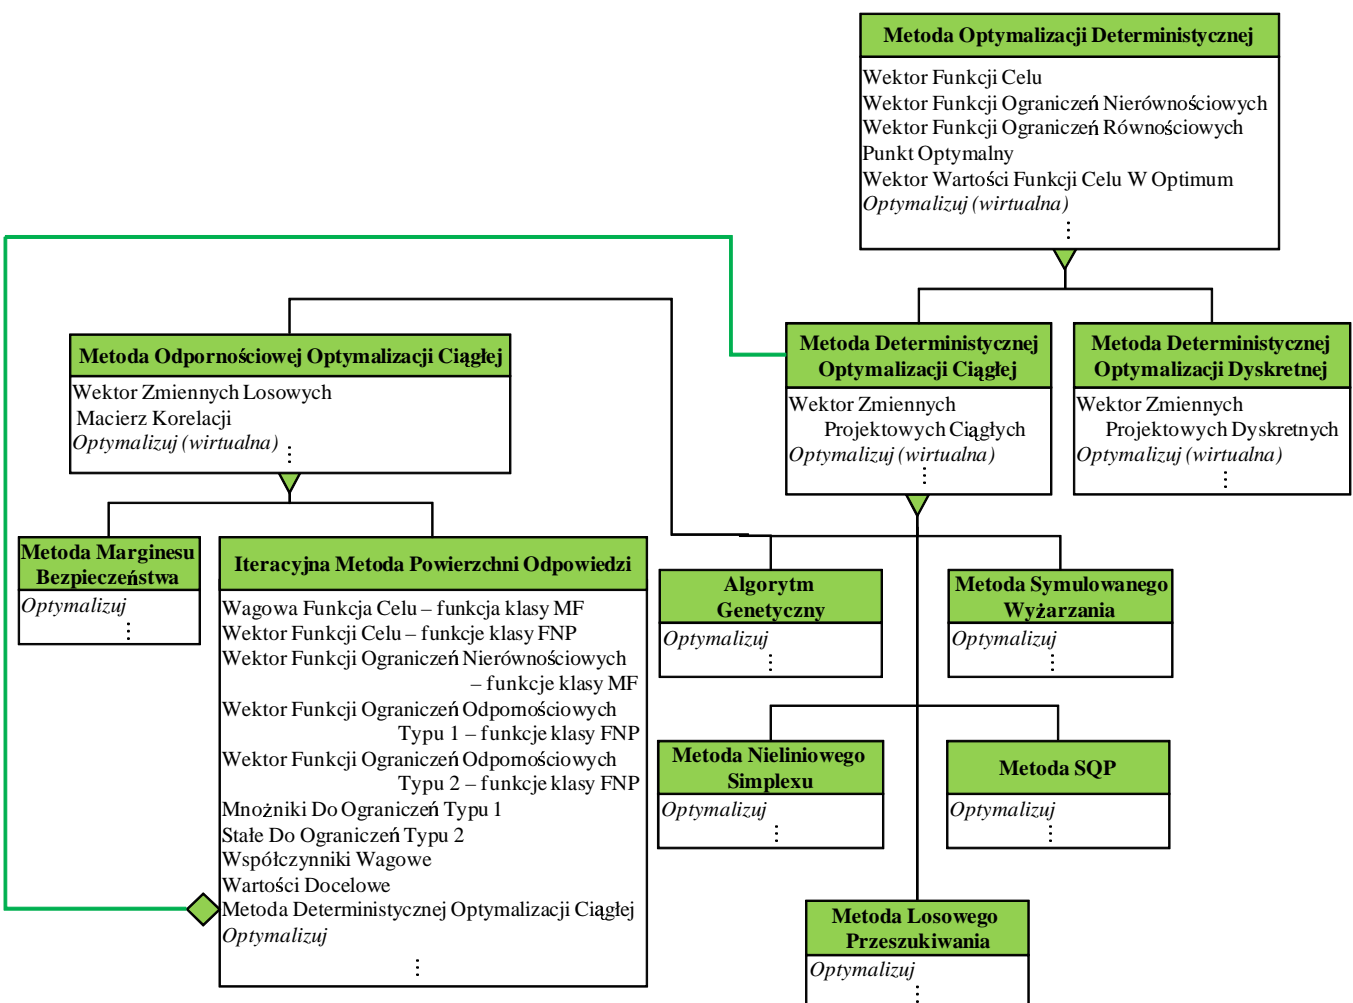 Metoda Optymalizacji Deterministycznej
Wektor Funkcji Celu
Wektor Funkcji Ograniczeń Nierównościowych
Wektor Funkcji Ograniczeń Równościowych
Punkt Optymalny
Wektor Wartości Funkcji Celu W Optimum
Optymalizuj (wirtualna)
⋮
Metoda Odpornościowej Optymalizacji Ciągłej
Wektor Zmiennych Losowych
Macierz Korelacji
Optymalizuj (wirtualna)
⋮
Metoda Deterministycznej
Optymalizacji Ciągłej
Wektor Zmiennych
Projektowych Ciągłych
Optymalizuj (wirtualna)
⋮
Metoda Deterministycznej
Optymalizacji Dyskretnej
Wektor Zmiennych
Projektowych Dyskretnych
Optymalizuj (wirtualna)
⋮
Metoda Marginesu
Bezpieczeństwa
Optymalizuj
⋮
Iteracyjna Metoda Powierzchni Odpowiedzi
Wagowa Funkcja Celu – funkcja klasy MF
Wektor Funkcji Celu – funkcje klasy FNP
Wektor Funkcji Ograniczeń Nierównościowych
– funkcje klasy MF
Wektor Funkcji Ograniczeń Odpornościowych
Typu 1 – funkcje klasy FNP
Wektor Funkcji Ograniczeń Odpornościowych
Typu 2 – funkcje klasy FNP
Mnożniki Do Ograniczeń Typu 1
Stałe Do Ograniczeń Typu 2
Współczynniki Wagowe
Wartości Docelowe
Metoda Deterministycznej Optymalizacji Ciągłej
Optymalizuj
⋮
Algorytm
Genetyczny
Optymalizuj
⋮
Metoda Symulowanego
Wyżarzania
Optymalizuj
⋮
Metoda Nieliniowego
Simplexu
Optymalizuj
⋮
Metoda SQP
Optymalizuj
⋮
Metoda Losowego
Przeszukiwania
Optymalizuj
⋮